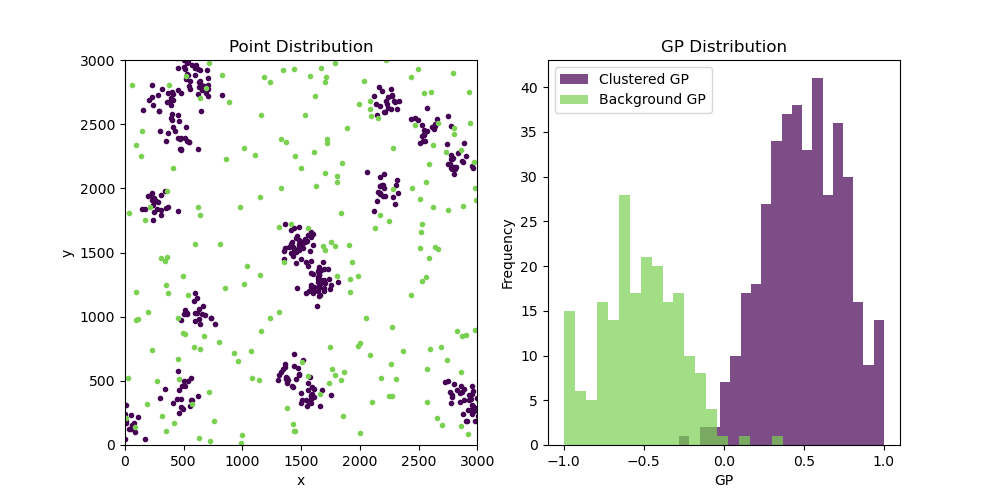 Point Distribution
3000
2500
2000
1500
1000
500
0
y
0 500 1000 1500 2000 2500 3000
x
GP Distribution
Clustered GP
Background GP
40
35
30
25
20
15
10
5
0
Frequency
−1.0 −0.5 0.0 0.5 1.0
GP